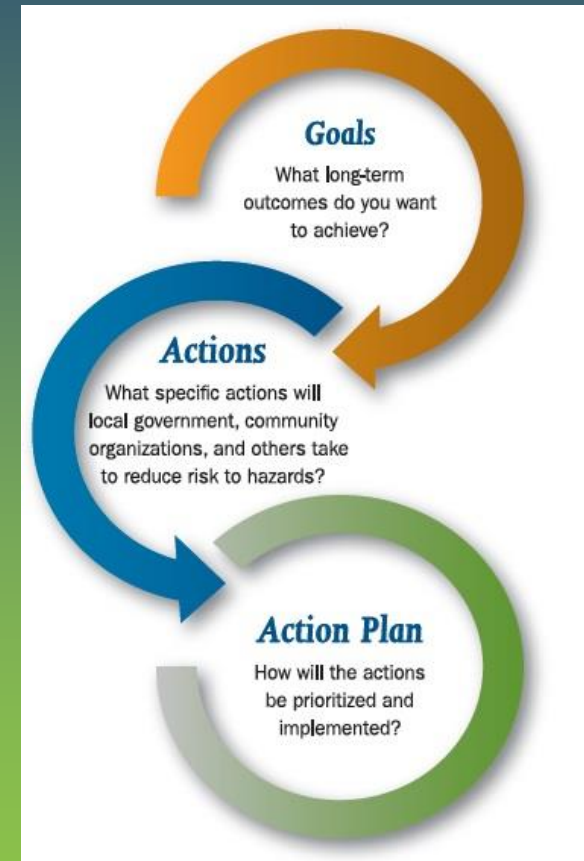 Goals
What long-term
outcomes do you want
to achieve?
Actions
What specific actions will
local government, community
organizations, and others take
to reduce risk to hazards?
Action Plan
How will the actions
be prioritized and
implemented?